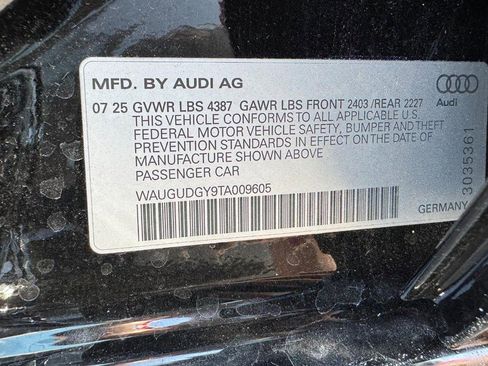 MFD. BY AUDI AG
07 25 GVWR LBS 4387 GAWR LBS FRONT 2403 /REAR 2227
THIS VEHICLE CONFORMS TO ALL APPLICABLE U.S.
FEDERAL MOTOR VEHICLE SAFETY, BUMPER AND THEFT
PREVENTION STANDARDS IN EFFECT ON THE DATE OF
MANUFACTURE SHOWN ABOVE
PASSENGER CAR
WAUGUDGY9TA009605
Audi
3035361
GERMANY